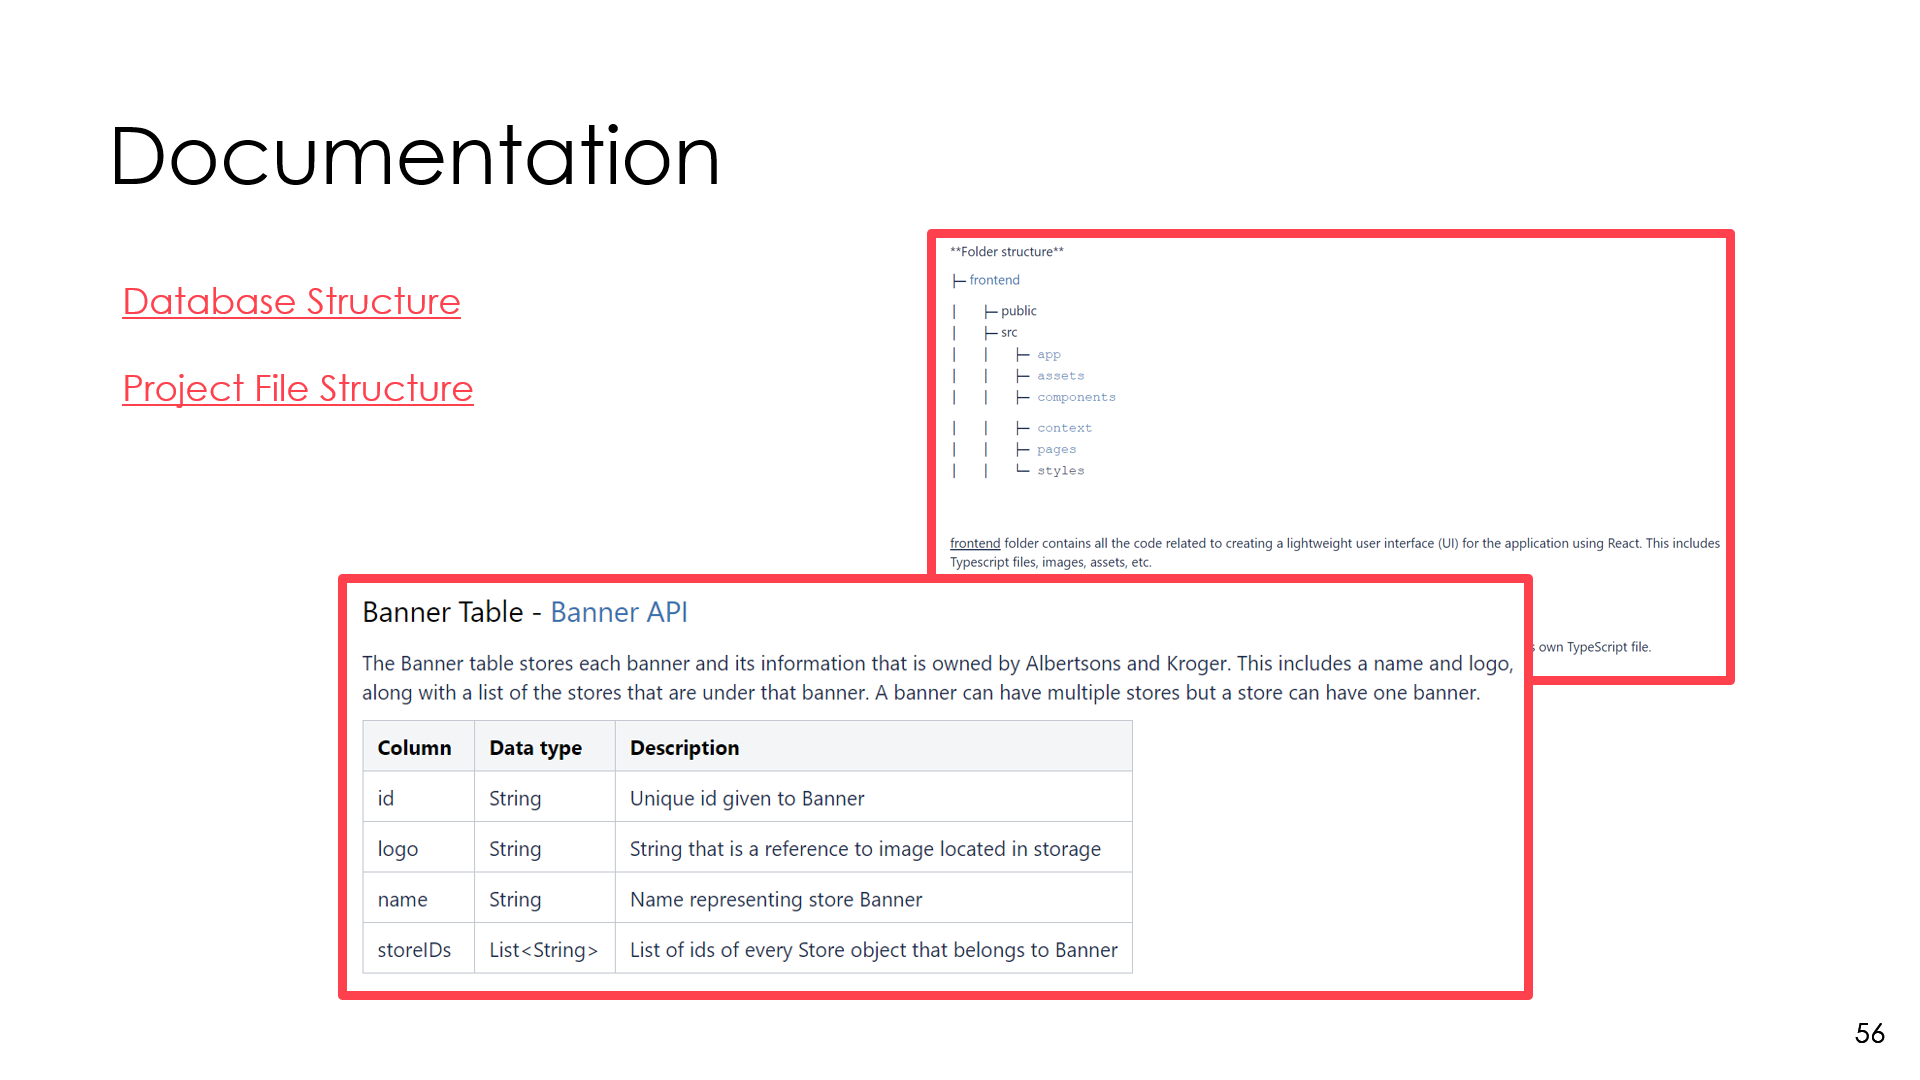 Documentation
Database Structure
Project File Structure
**Folder structure**
├─ frontend
│ ├─ public
│ ├─ src
│ │ ├─ app
│ │ ├─ assets
│ │ ├─ components
│ │ ├─ context
│ │ ├─ pages
│ │ └─ styles
frontend folder contains all the code related to creating a lightweight user interface (UI) for the application using React. This includes
Typescript files, images, assets, etc.
own TypeScript file.
Banner Table - Banner API
The Banner table stores each banner and its information that is owned by Albertsons and Kroger. This includes a name and logo,
along with a list of the stores that are under that banner. A banner can have multiple stores but a store can have one banner.
Column Data type Description
id String Unique id given to Banner
logo String String that is a reference to image located in storage
name String Name representing store Banner
storeIDs List<String> List of ids of every Store object that belongs to Banner
56